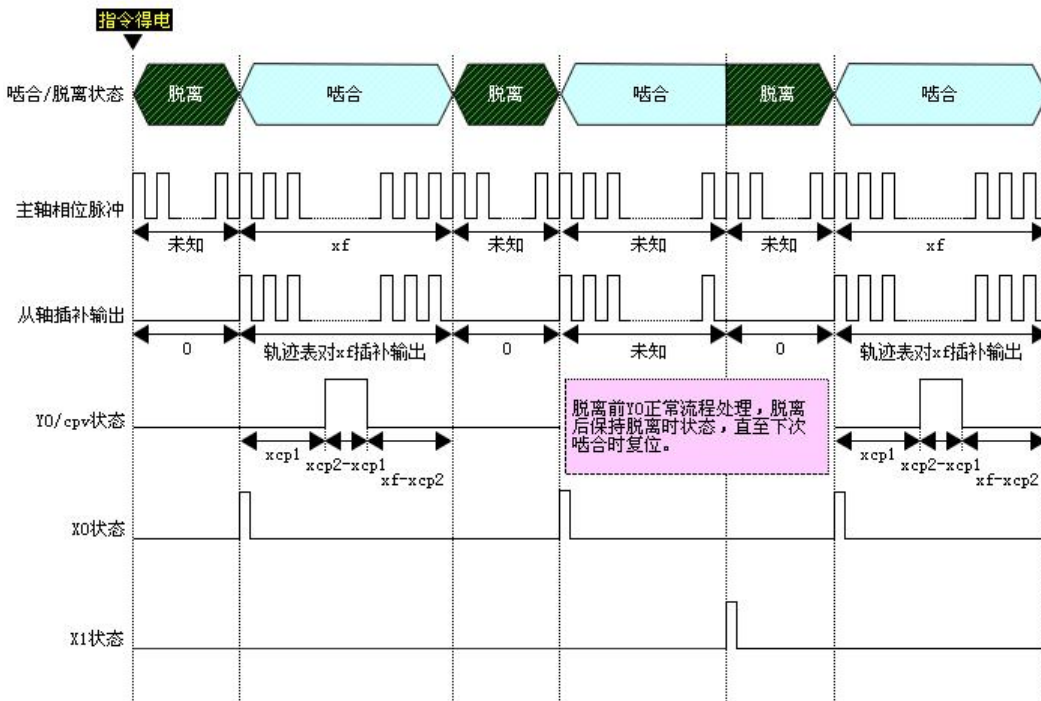 指令得电
啮合/脱离状态
脱离
啮合
脱离
啮合
脱离
啮合
主轴相位脉冲
未知
xf
未知
未知
未知
xf
从轴插补输出
0
轨迹表对xf插补输出
0
未知
0
轨迹表对xf插补输出
Y0/cpv状态
xcp1
xcp2-xcp1
xf-xcp2
脱离前Y0正常流程处理，脱离
后保持脱离时状态，直至下次
啮合时复位。
xcp1
xcp2-xcp1
xf-xcp2
X0状态
X1状态